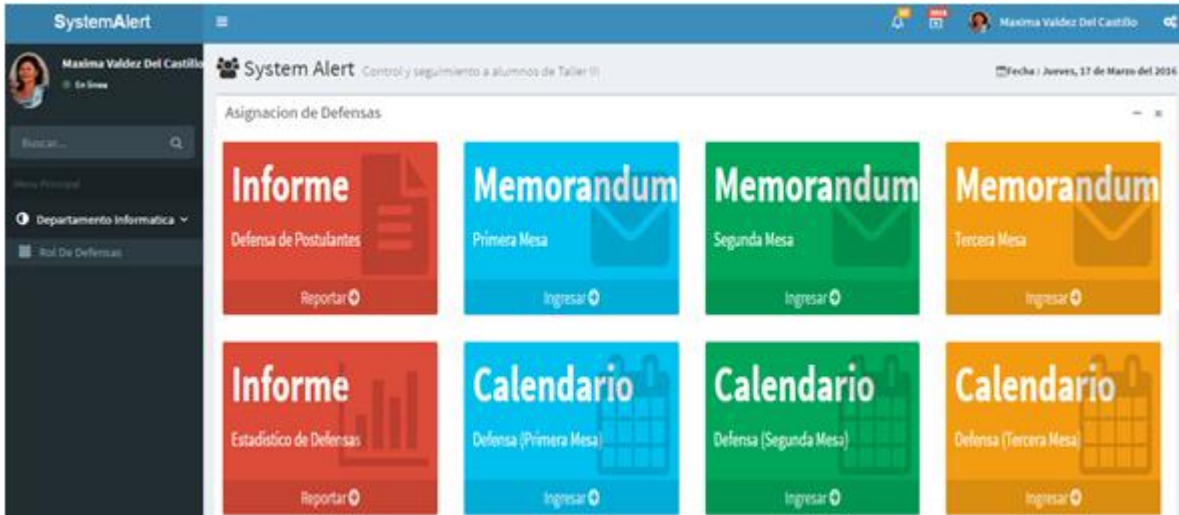 SystemAlert
Maxima Valdez Del Castillo
Maxima Valdez Del Castillo
En linea
System Alert Control y seguimiento a alumnos de Taller III
Fecha : Jueves, 17 de Marzo del 2016
Buscar...
Menu Principal
Departamento Informatica
Rol De Defensas
Asignacion de Defensas
Informe
Defensa de Postulantes
Reportar
Memorandum
Primera Mesa
Ingresar
Memorandum
Segunda Mesa
Ingresar
Memorandum
Tercera Mesa
Ingresar
Informe
Estadistico de Defensas
Reportar
Calendario
Defensa (Primera Mesa)
Ingresar
Calendario
Defensa (Segunda Mesa)
Ingresar
Calendario
Defensa (Tercera Mesa)
Ingresar